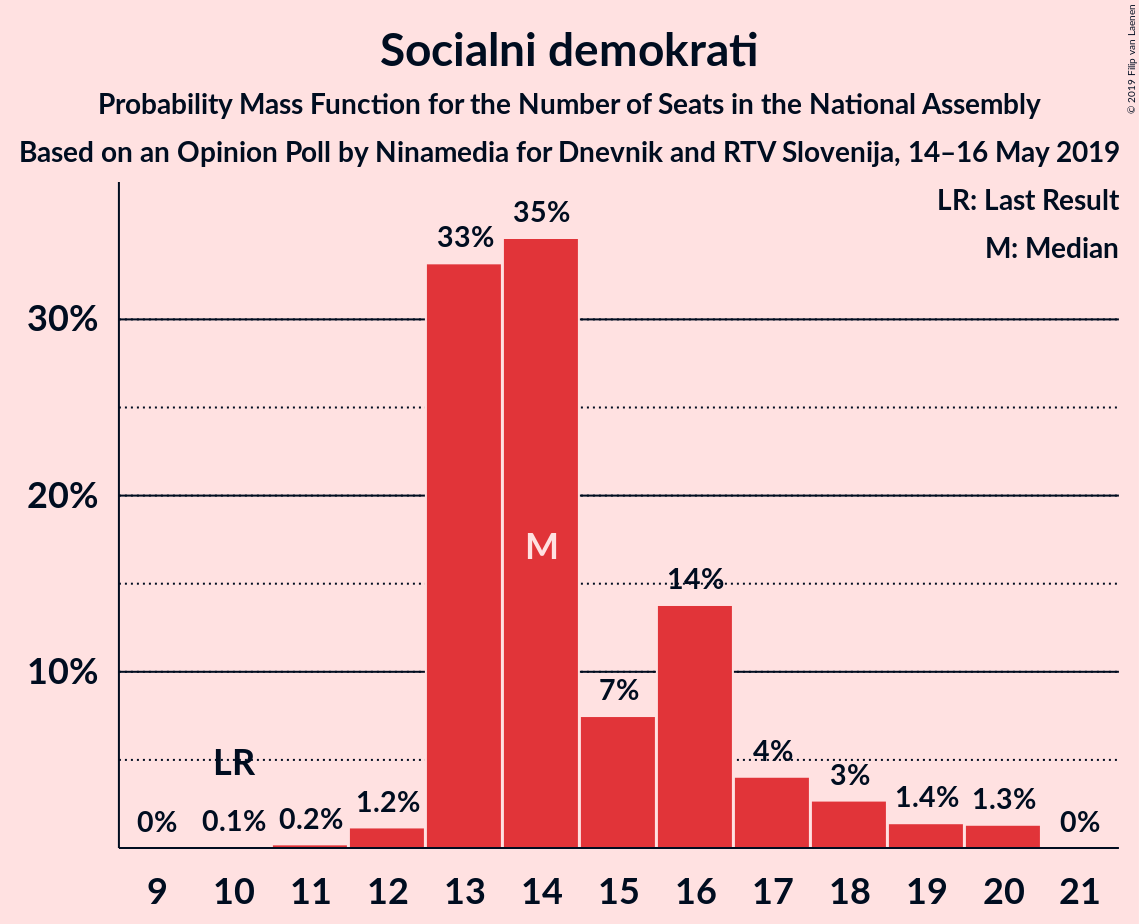 Socialni demokrati
Probability Mass Function for the Number of Seats in the National Assembly
Based on an Opinion Poll by Ninamedia for Dnevnik and RTV Slovenija, 14–16 May 2019
© 2019 Filip van Laenen
LR: Last Result
M: Median
30%
20%
10%
0%
LR
0.1%
0.2%
1.2%
33%
35%
M
7%
14%
4%
3%
1.4%
1.3%
0%
9 10 11 12 13 14 15 16 17 18 19 20 21